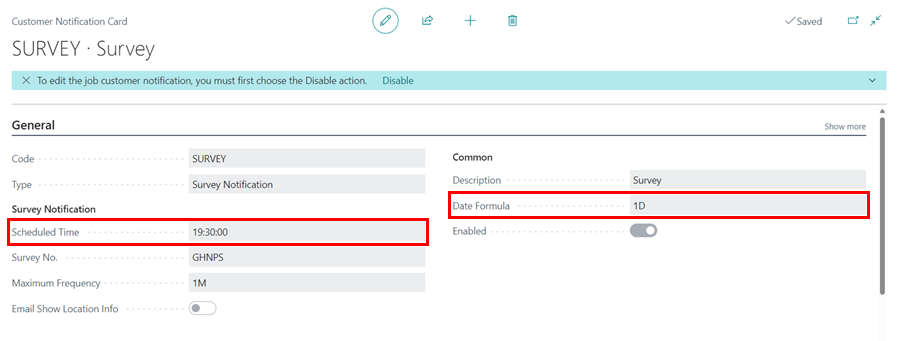 Customer Notification Card
Saved
SURVEY · Survey
To edit the job customer notification, you must first choose the Disable action. Disable
General
Show more
Code SURVEY
Type Survey Notification
Survey Notification
Scheduled Time 19:30:00
Survey No. GHNPS
Maximum Frequency 1M
Email Show Location Info
Common
Description Survey
Date Formula 1D
Enabled